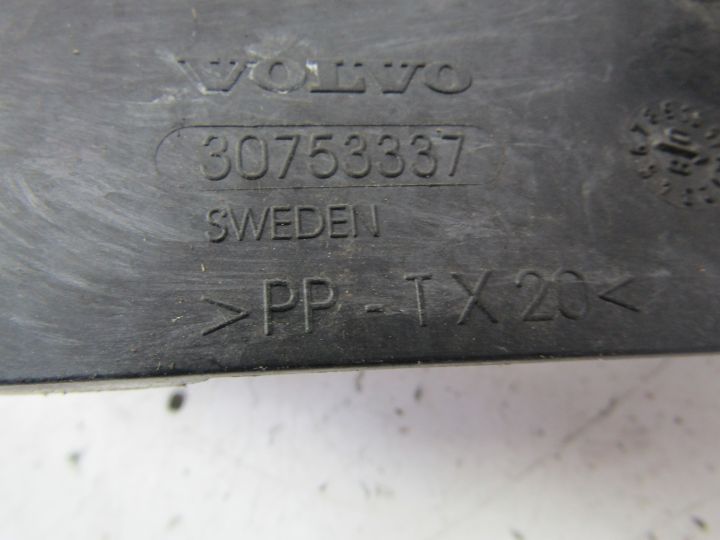 VOLVO
30753337
SWEDEN
>PP-TX20<